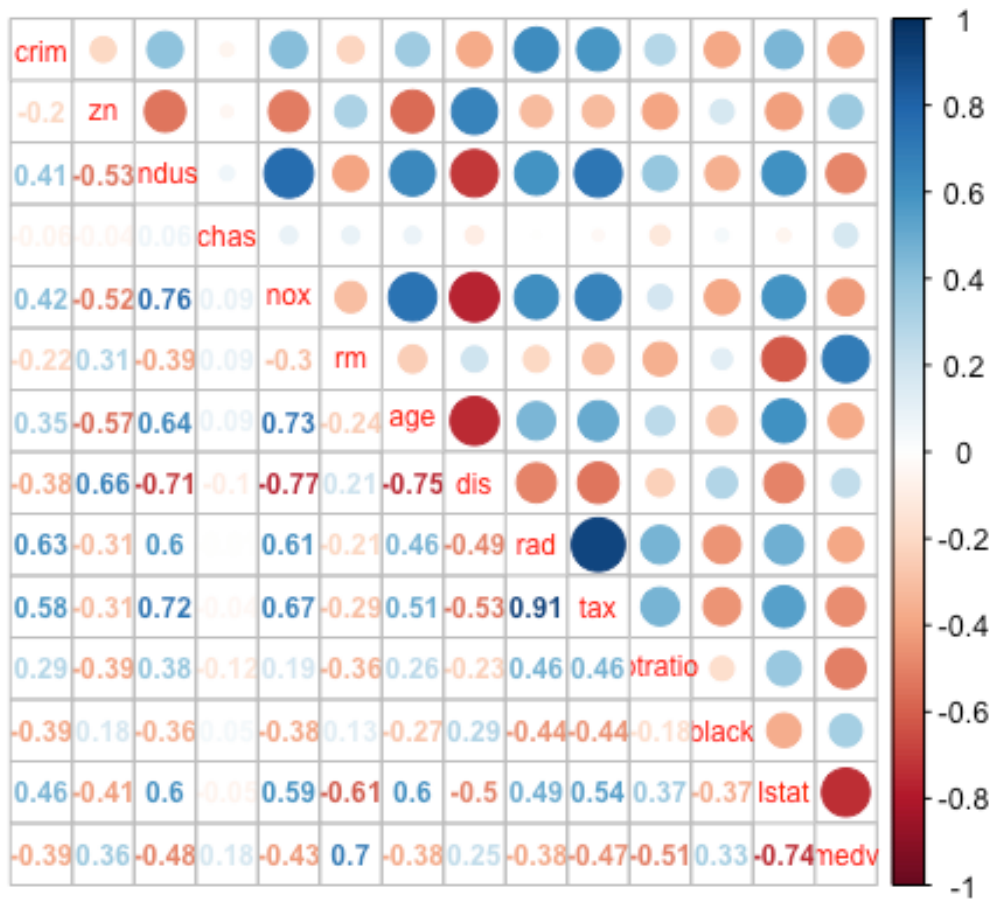 crim
-0.2 zn
0.41 -0.53 ndus
-0.06 -0.04 0.06 chas
0.42 -0.52 0.76 0.09 nox
-0.22 0.31 -0.39 0.09 -0.3 rm
0.35 -0.57 0.64 0.09 0.73 -0.24 age
-0.38 0.66 -0.71 -0.1 -0.77 0.21 -0.75 dis
0.63 -0.31 0.6 0.61 -0.21 0.46 -0.49 rad
0.58 -0.31 0.72 -0.04 0.67 -0.29 0.51 -0.53 0.91 tax
0.29 -0.39 0.38 -0.12 0.19 -0.36 0.26 -0.23 0.46 0.46 ptratio
-0.39 0.18 -0.36 0.05 -0.38 0.13 -0.27 0.29 -0.44 -0.44 -0.18 black
0.46 -0.41 0.6 -0.05 0.59 -0.61 0.6 -0.5 0.49 0.54 0.37 -0.37 lstat
-0.39 0.36 -0.48 0.18 -0.43 0.7 -0.38 0.25 -0.38 -0.47 -0.51 0.33 -0.74 medv
1
0.8
0.6
0.4
0.2
0
-0.2
-0.4
-0.6
-0.8
-1